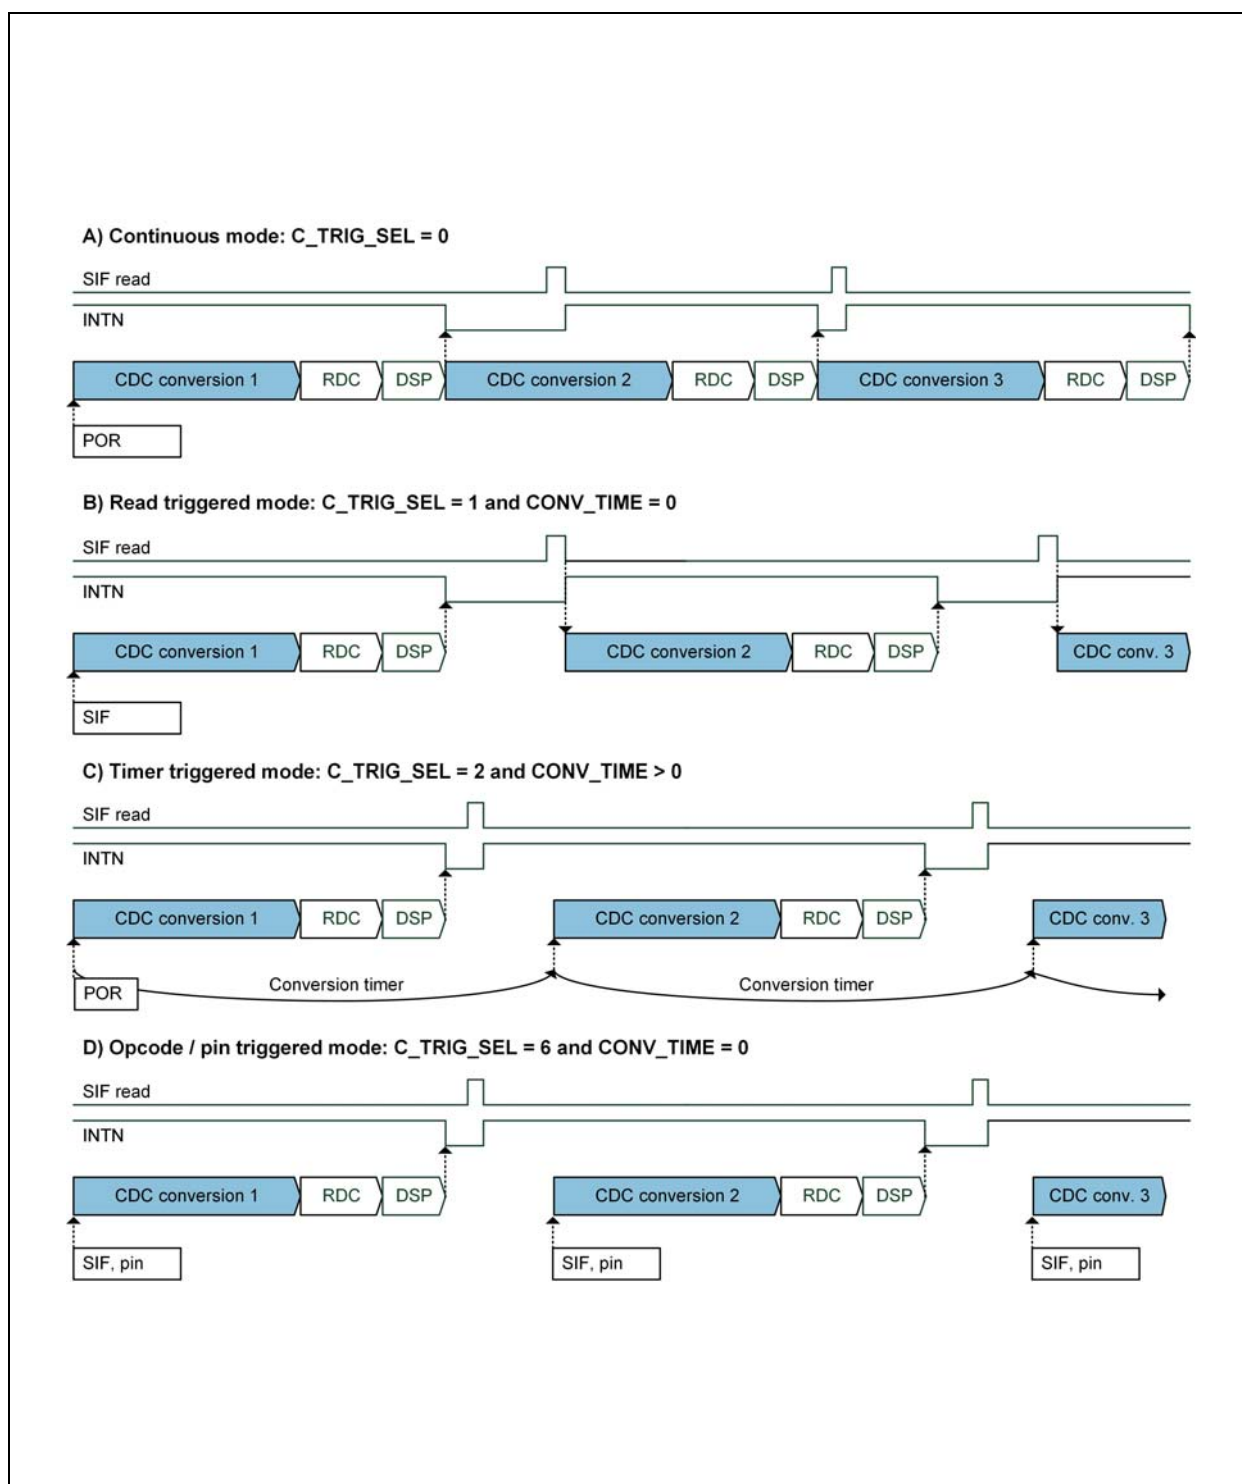 A) Continuous mode: C_TRIG_SEL = 0
SIF read
INTN
CDC conversion 1 RDC DSP CDC conversion 2 RDC DSP CDC conversion 3 RDC DSP
POR
B) Read triggered mode: C_TRIG_SEL = 1 and CONV_TIME = 0
SIF read
INTN
CDC conversion 1 RDC DSP CDC conversion 2 RDC DSP CDC conv. 3
SIF
C) Timer triggered mode: C_TRIG_SEL = 2 and CONV_TIME > 0
SIF read
INTN
CDC conversion 1 RDC DSP CDC conversion 2 RDC DSP CDC conv. 3
POR Conversion timer Conversion timer
D) Opcode / pin triggered mode: C_TRIG_SEL = 6 and CONV_TIME = 0
SIF read
INTN
CDC conversion 1 RDC DSP CDC conversion 2 RDC DSP CDC conv. 3
SIF, pin SIF, pin SIF, pin